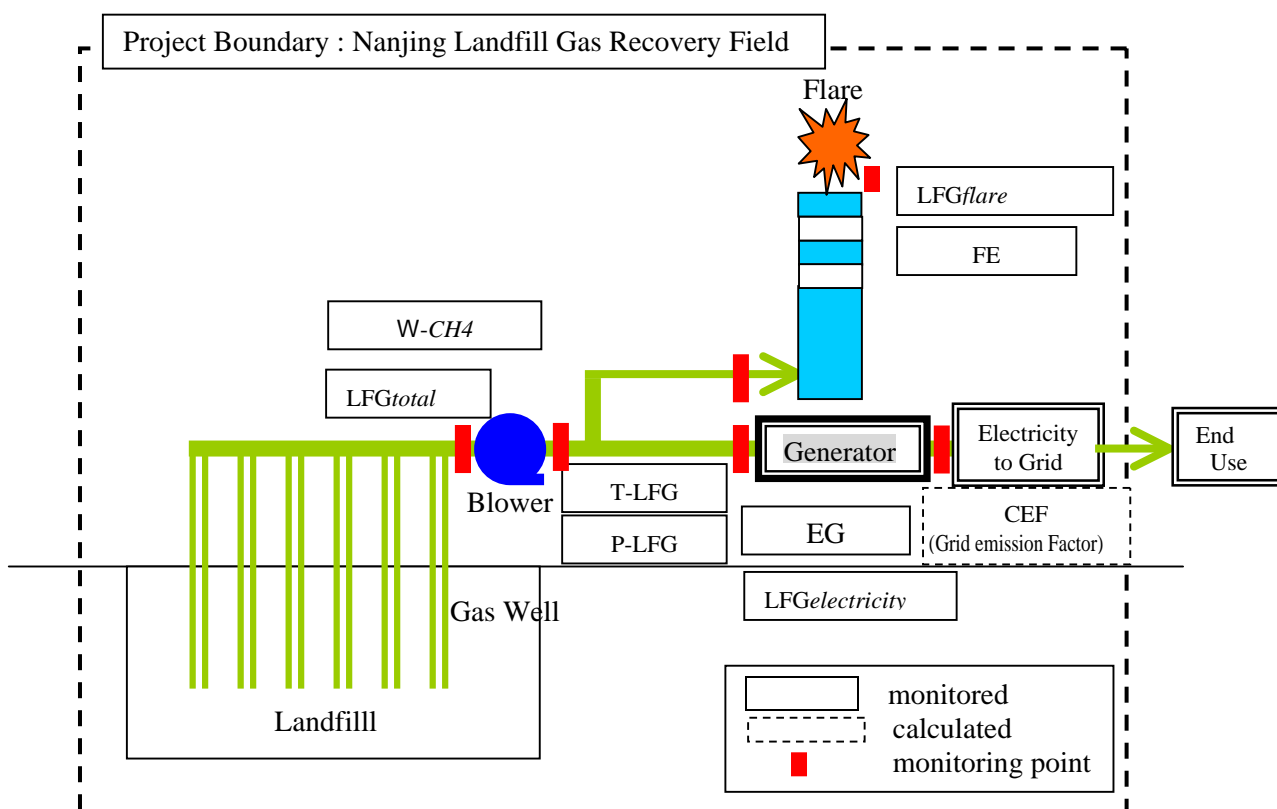 Project Boundary : Nanjing Landfill Gas Recovery Field
Flare
LFGflare
FE
W-CH4
LFGtotal
Blower
T-LFG
P-LFG
Generator
EG
LFGelectricity
Electricity
to Grid
CEF
(Grid emission Factor)
End
Use
Gas Well
Landfilll
monitored
calculated
monitoring point